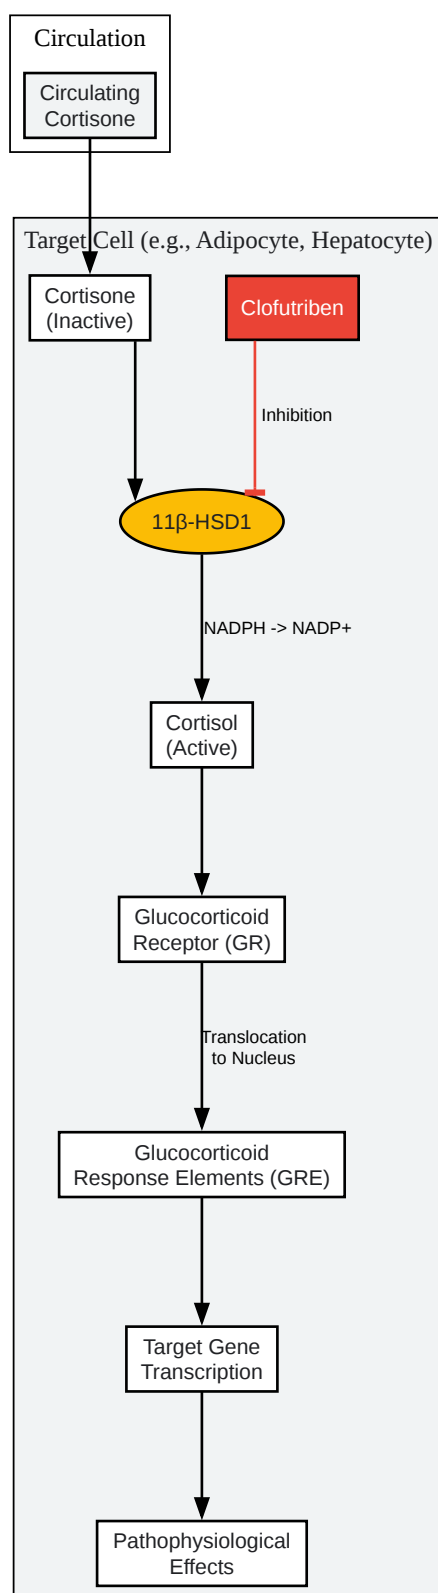 Circulation
Circulating
Cortisone
Target Cell (e.g., Adipocyte, Hepatocyte)
Cortisone
(Inactive)
Clofutriben
Inhibition
11β-HSD1
NADPH -> NADP+
Cortisol
(Active)
Glucocorticoid
Receptor (GR)
Translocation
to Nucleus
Glucocorticoid
Response Elements (GRE)
Target Gene
Transcription
Pathophysiological
Effects